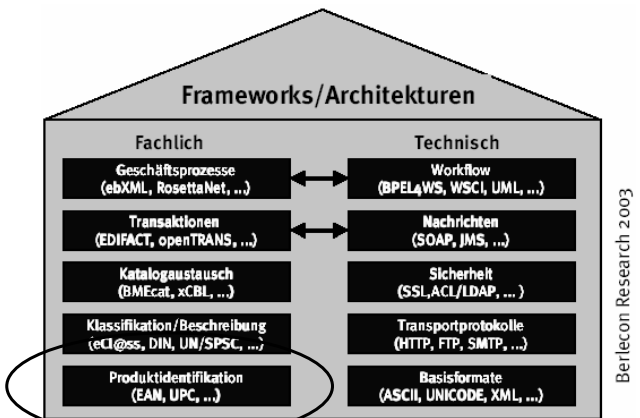 Frameworks/Architekturen
Fachlich
Technisch
Geschäftsprozesse
(ebXML, RosettaNet, ...)
Workflow
(BPEL4WS, WSCI, UML, ...)
Transaktionen
(EDIFACT, openTRANS, ...)
Nachrichten
(SOAP, JMS, ...)
Katalogaustausch
(BMEcat, xCBL, ...)
Sicherheit
(SSL,ACL/LDAP, ... )
Klassifikation/Beschreibung
(eCl@ss, DIN, UN/SPSC, ...)
Transportprotokolle
(HTTP, FTP, SMTP, ...)
Produktidentifikation
(EAN, UPC, ...)
Basisformate
(ASCII, UNICODE, XML, ...)
Berlecon Research 2003